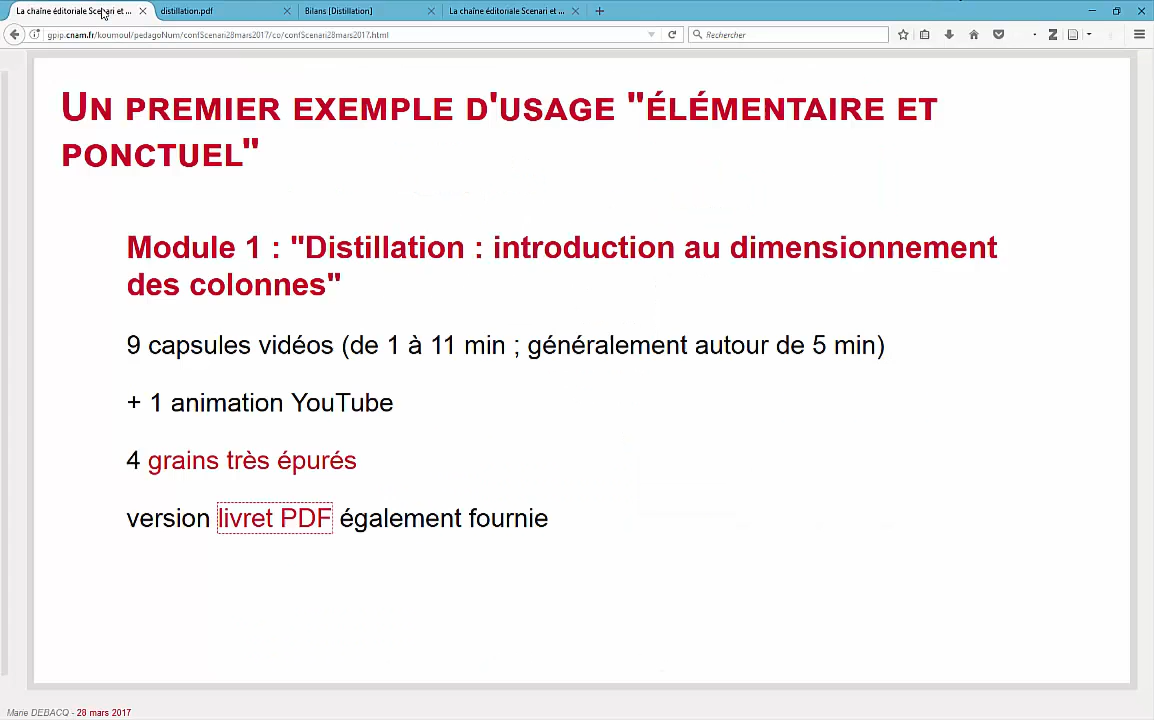 La chaîne éditoriale Scenari et ...
distillation.pdf
Bilans [Distillation]
La chaîne éditoriale Scenari et ...
gpip.cnam.fr/koumoul/pedagoNum/confScenari28mars2017/co/confScenari28mars2017.html
Rechercher
UN PREMIER EXEMPLE D'USAGE "ÉLÉMENTAIRE ET
PONCTUEL"
Module 1 : "Distillation : introduction au dimensionnement
des colonnes"
9 capsules vidéos (de 1 à 11 min ; généralement autour de 5 min)
+ 1 animation YouTube
4 grains très épurés
version livret PDF également fournie
Marie DEBACQ - 28 mars 2017